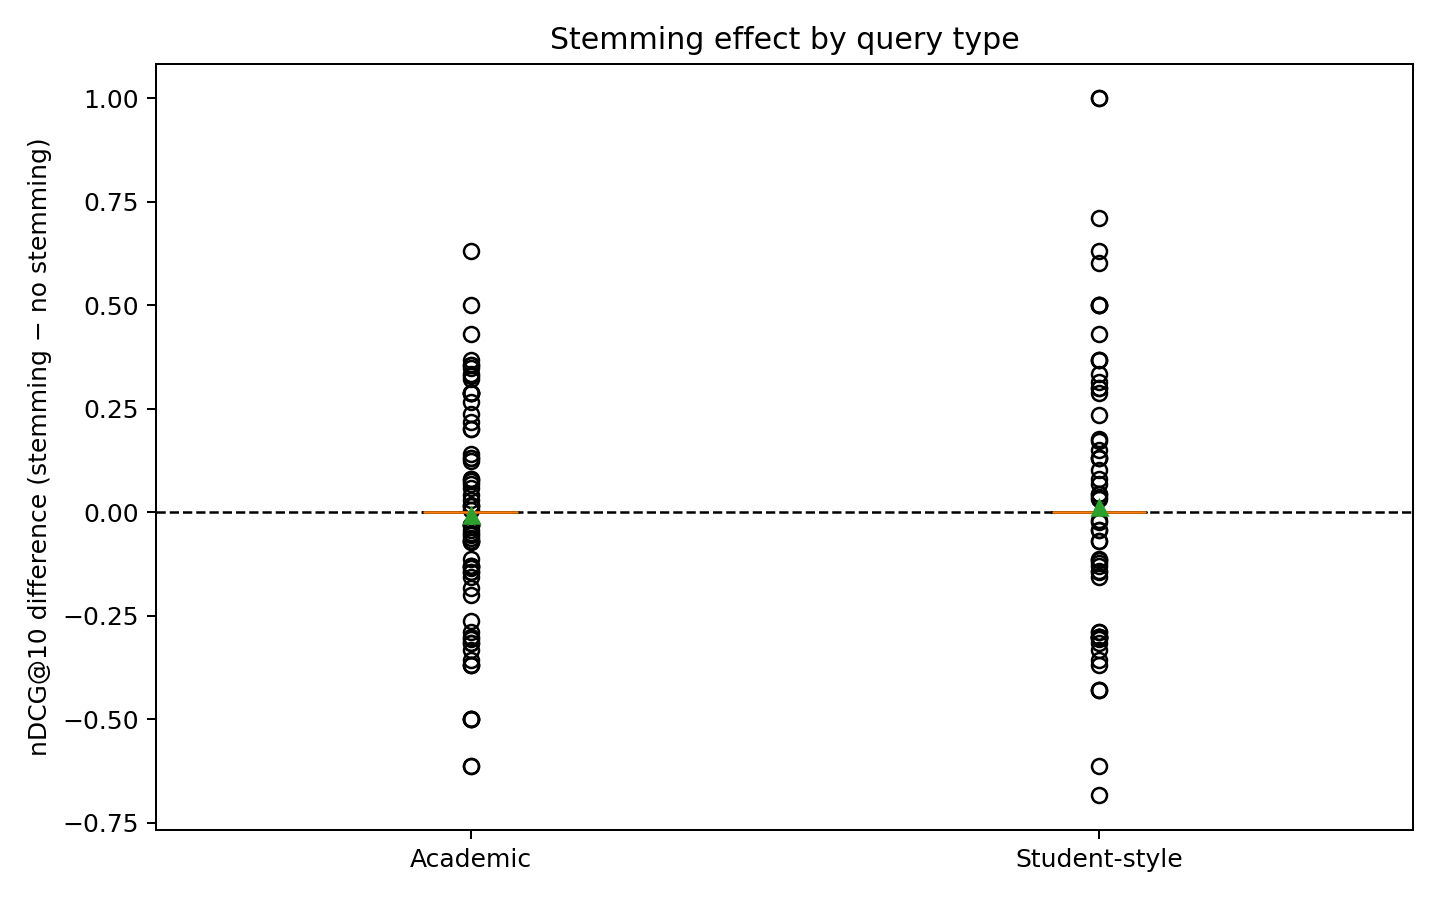 Stemming effect by query type
nDCG@10 difference (stemming − no stemming)
1.00
0.75
0.50
0.25
0.00
−0.25
−0.50
−0.75
Academic
Student-style